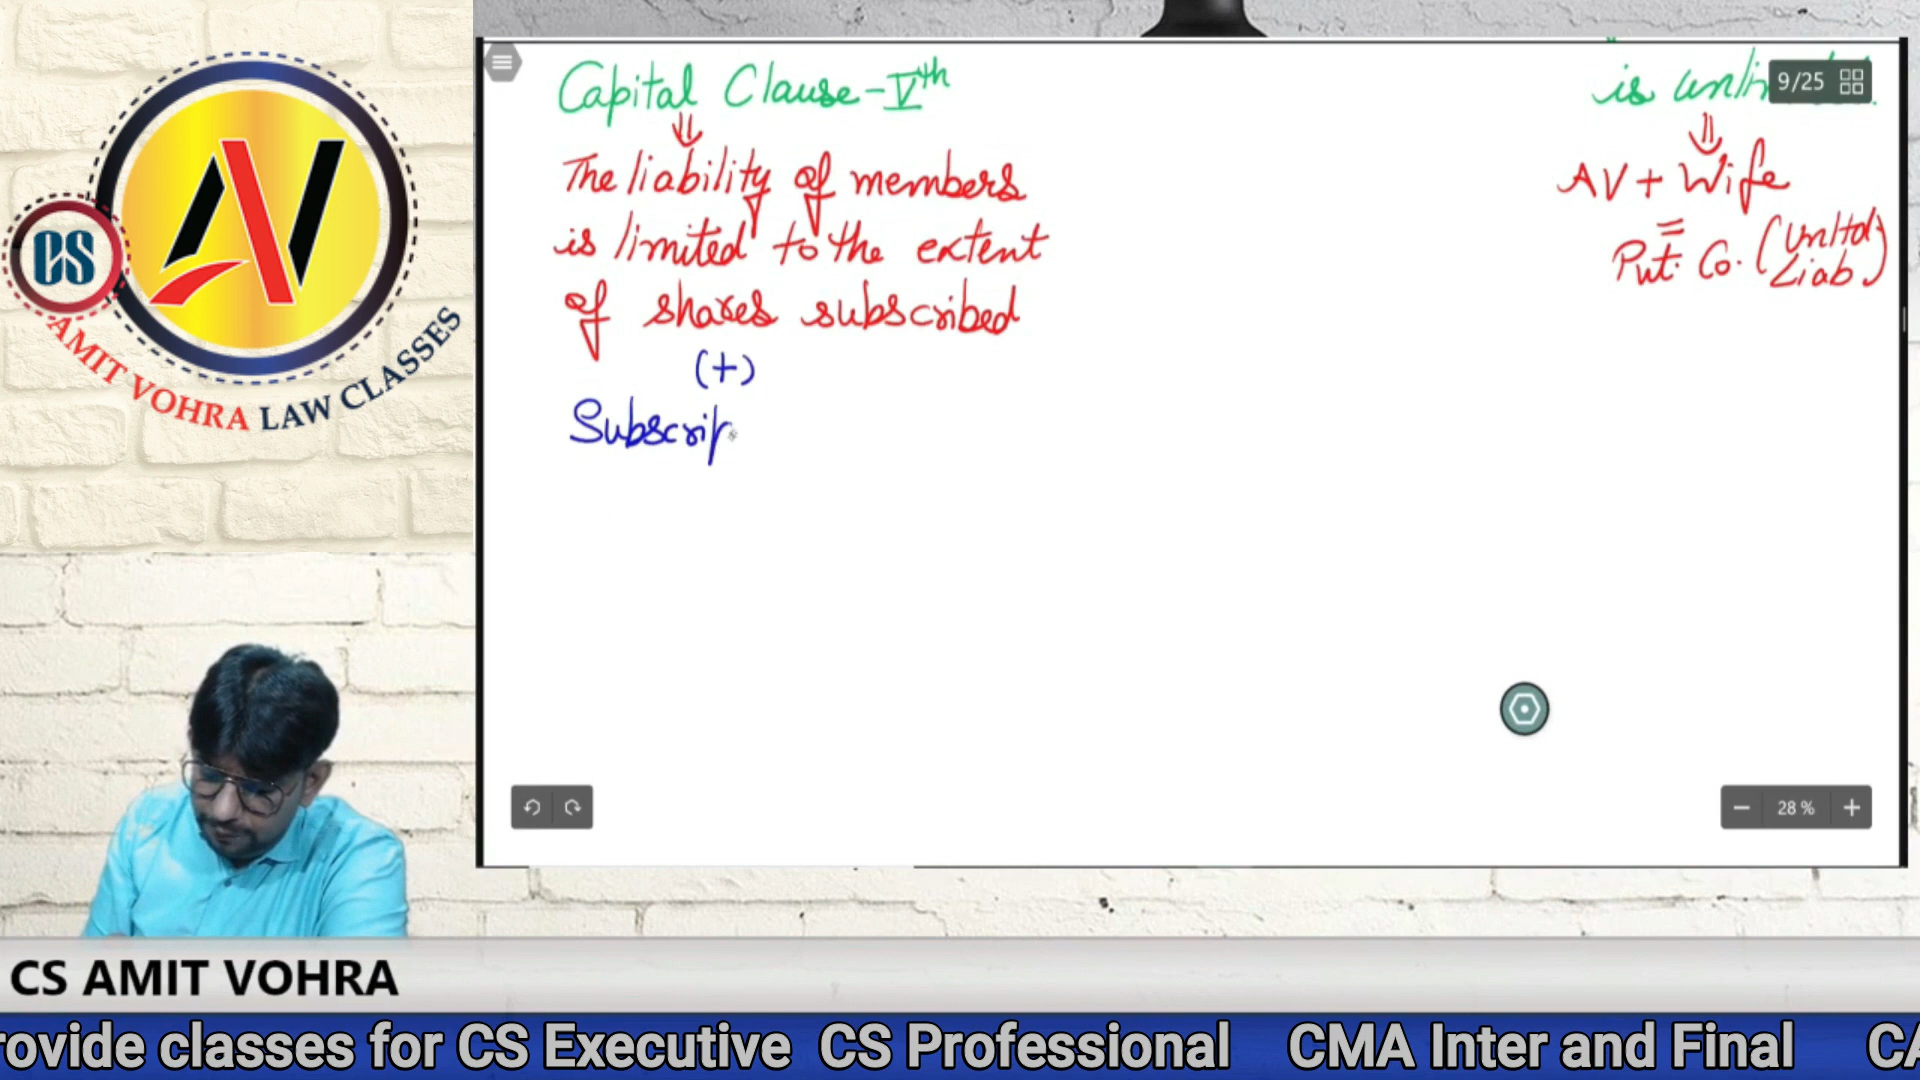 AV
CS
AMIT VOHRA LAW CLASSES
Capital Clause-Vth
The liability of members
is limited to the extent
of shares subscribed
(+)
Subscrip
is unli
9/25
AV + Wife
=
Pvt. Co. (Unltd. Liab)
28 %
CS AMIT VOHRA
rovide classes for CS Executive CS Professional CMA Inter and Final CA